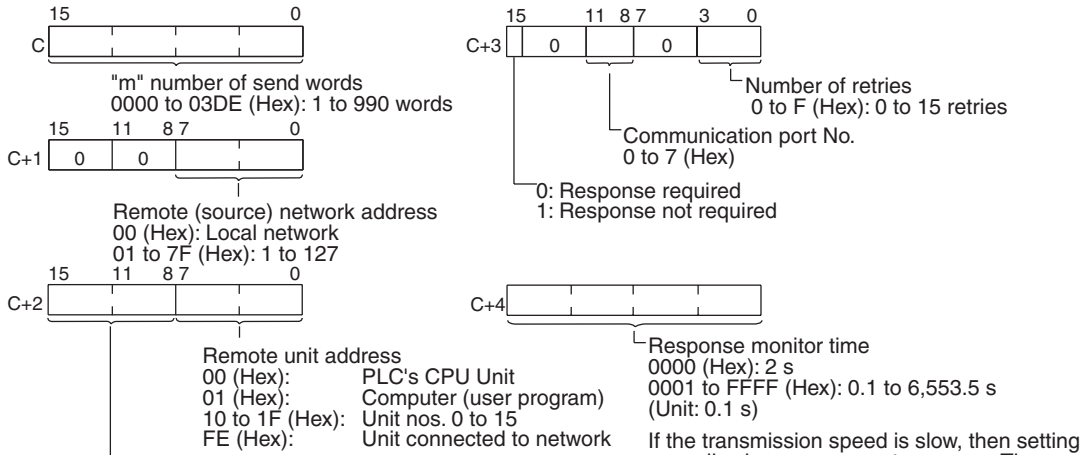 15 0
C
"m" number of send words
0000 to 03DE (Hex): 1 to 990 words
15 11 8 7 0
C+1 0 0
Remote (source) network address
00 (Hex): Local network
01 to 7F (Hex): 1 to 127
15 11 8 7 0
C+2
Remote unit address
00 (Hex): PLC's CPU Unit
01 (Hex): Computer (user program)
10 to 1F (Hex): Unit nos. 0 to 15
FE (Hex): Unit connected to network
15 11 8 7 3 0
C+3 0 0
Number of retries
0 to F (Hex): 0 to 15 retries
Communication port No.
0 to 7 (Hex)
0: Response required
1: Response not required
C+4
Response monitor time
0000 (Hex): 2 s
0001 to FFFF (Hex): 0.1 to 6,553.5 s
(Unit: 0.1 s)
If the transmission speed is slow, then setting